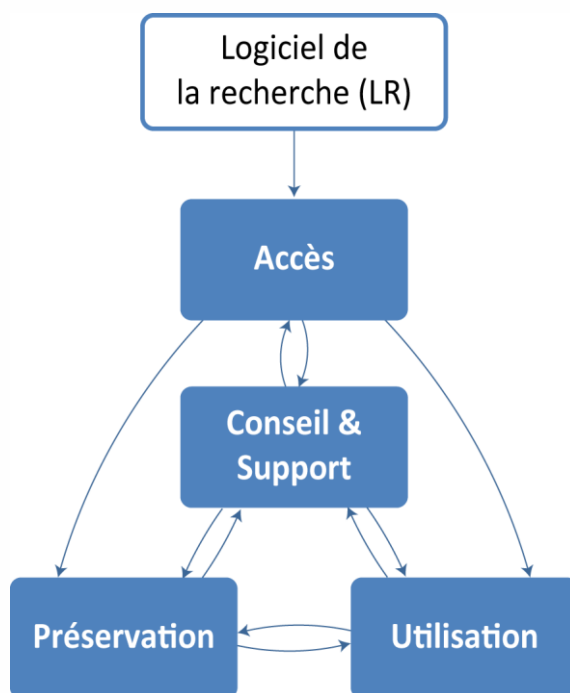 Logiciel de
la recherche (LR)
Accès
Conseil &
Support
Préservation
Utilisation